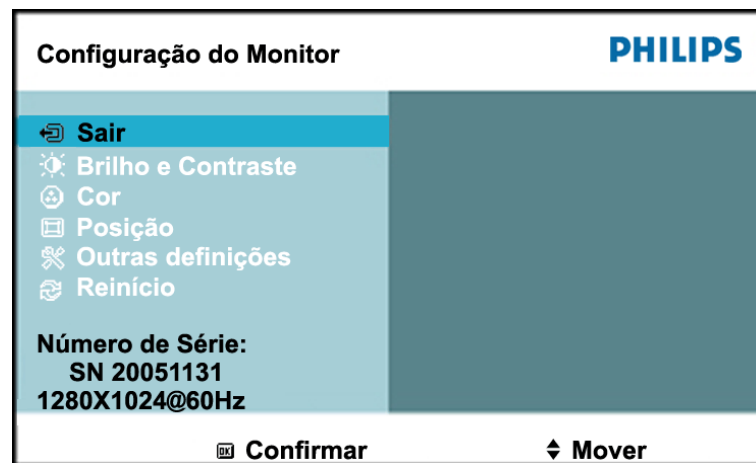 Configuração do Monitor
PHILIPS
Sair
Brilho e Contraste
Cor
Posição
Outras definições
Reinício
Número de Série:
SN 20051131
1280X1024@60Hz
OK Confirmar
Mover